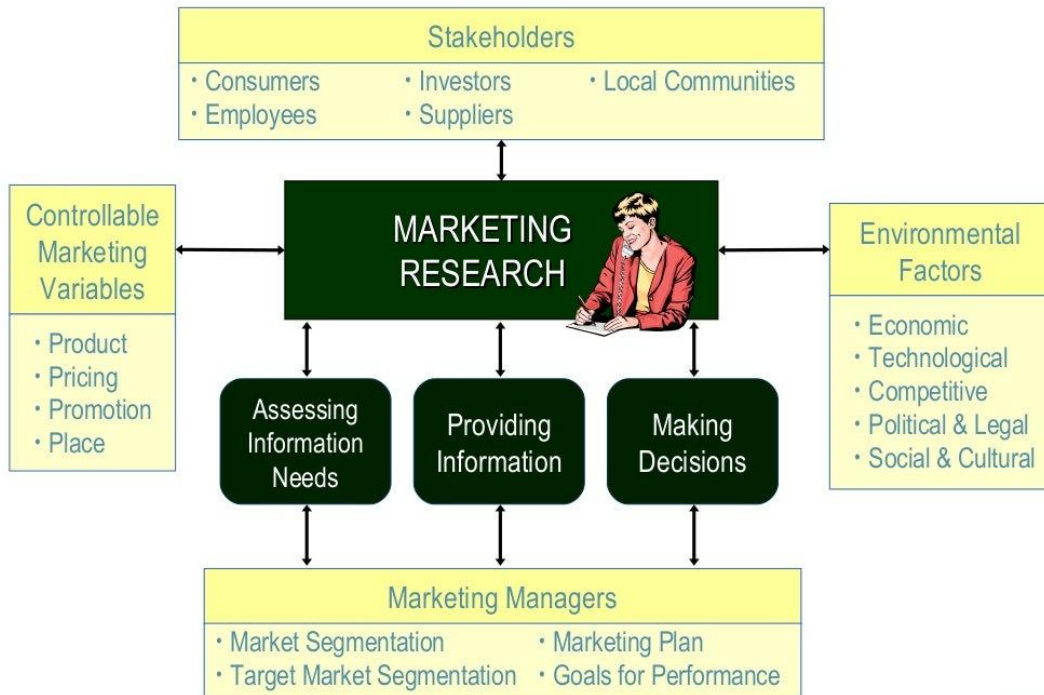 Stakeholders
• Consumers
• Investors
• Local Communities
• Employees
• Suppliers
Controllable
Marketing
Variables
• Product
• Pricing
• Promotion
• Place
MARKETING
RESEARCH
Environmental
Factors
• Economic
• Technological
• Competitive
• Political & Legal
• Social & Cultural
Assessing
Information
Needs
Providing
Information
Making
Decisions
Marketing Managers
• Market Segmentation
• Marketing Plan
• Target Market Segmentation
• Goals for Performance